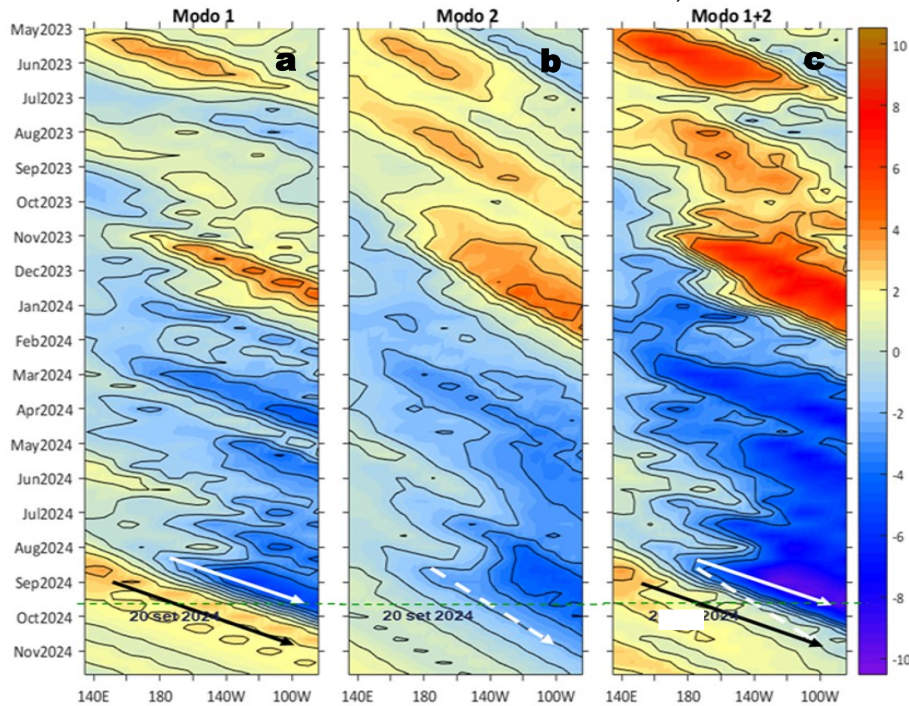 Modo 1 Modo 2 Modo 1+2
May2023
Jun2023
Jul2023
Aug2023
Sep2023
Oct2023
Nov2023
Dec2023
Jan2024
Feb2024
Mar2024
Apr2024
May2024
Jun2024
Jul2024
Aug2024
Sep2024
Oct2024
Nov2024
a
b
c
20 set 2024
20 set 2024
2 2024
140E 180 140W 100W
140E 180 140W 100W
140E 180 140W 100W
10
8
6
4
2
0
-2
-4
-6
-8
-10